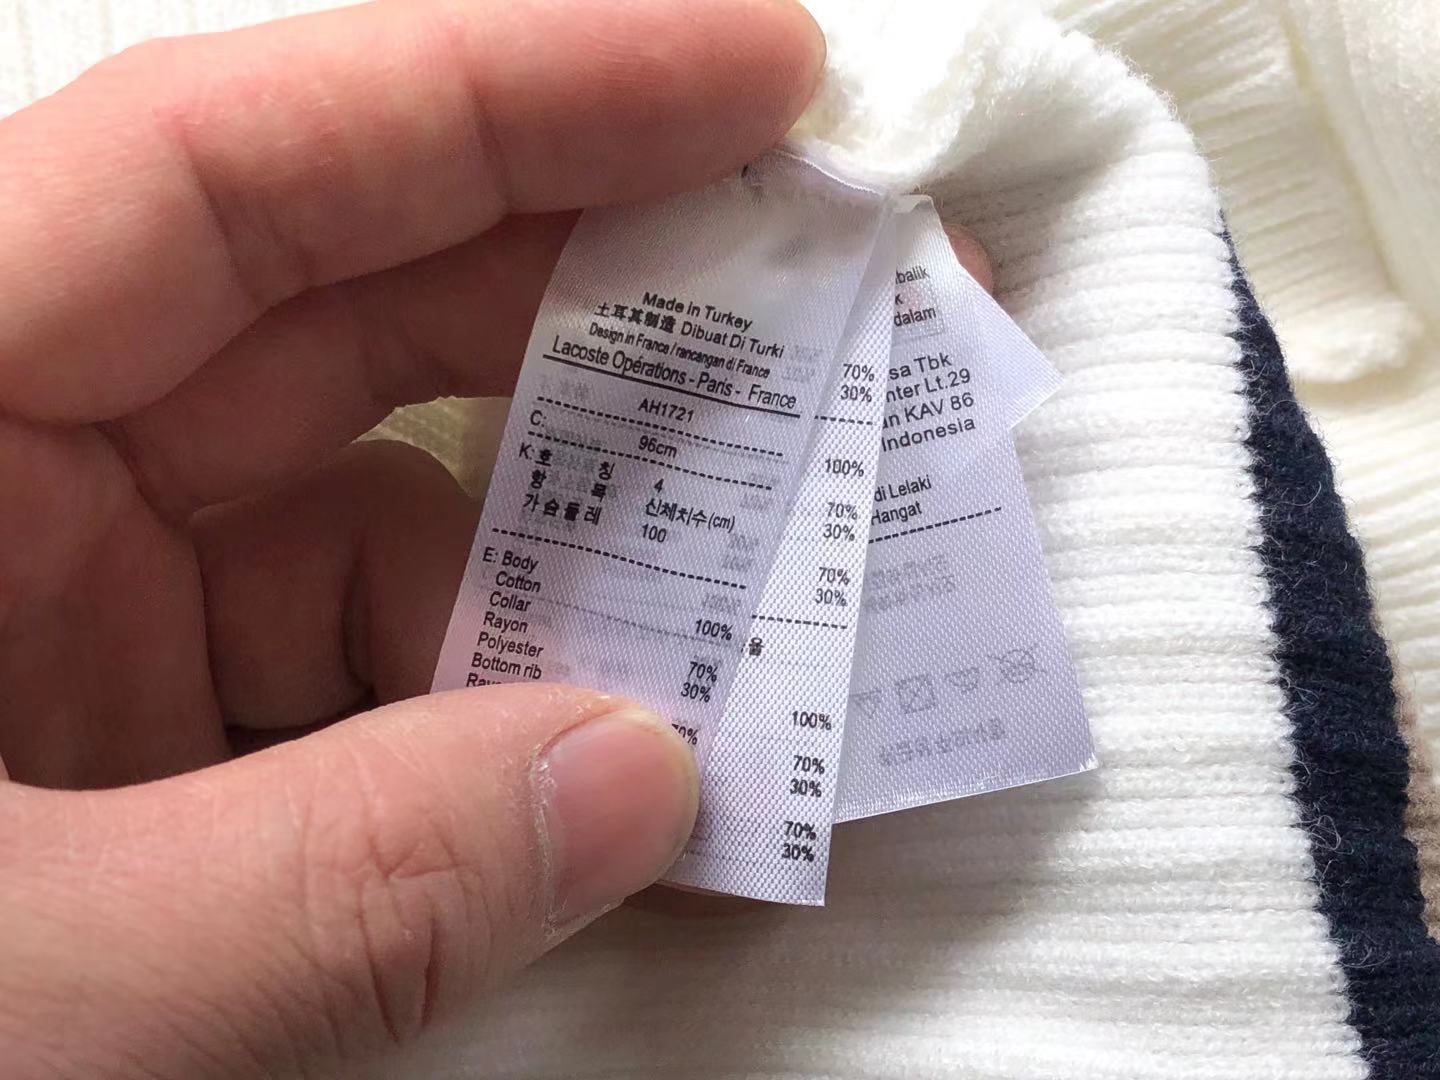 Made in Turkey
土耳其制造 Dibuat Di Turki
Design in France / rancangan di France
Lacoste Opérations - Paris - France
AH1721
C:
96cm
K: 호 칭
4
항 목
신체치수 (cm)
가슴둘레
100
E: Body
Cotton
100%
Collar
Rayon
70%
Polyester
30%
Bottom rib
70%
70%
30%
100%
70%
30%
70%
30%
율
100%
70%
30%
70%
30%
balik
k
dalam
sa Tbk
nter Lt.29
an KAV 86
Indonesia
di Lelaki
Hangat